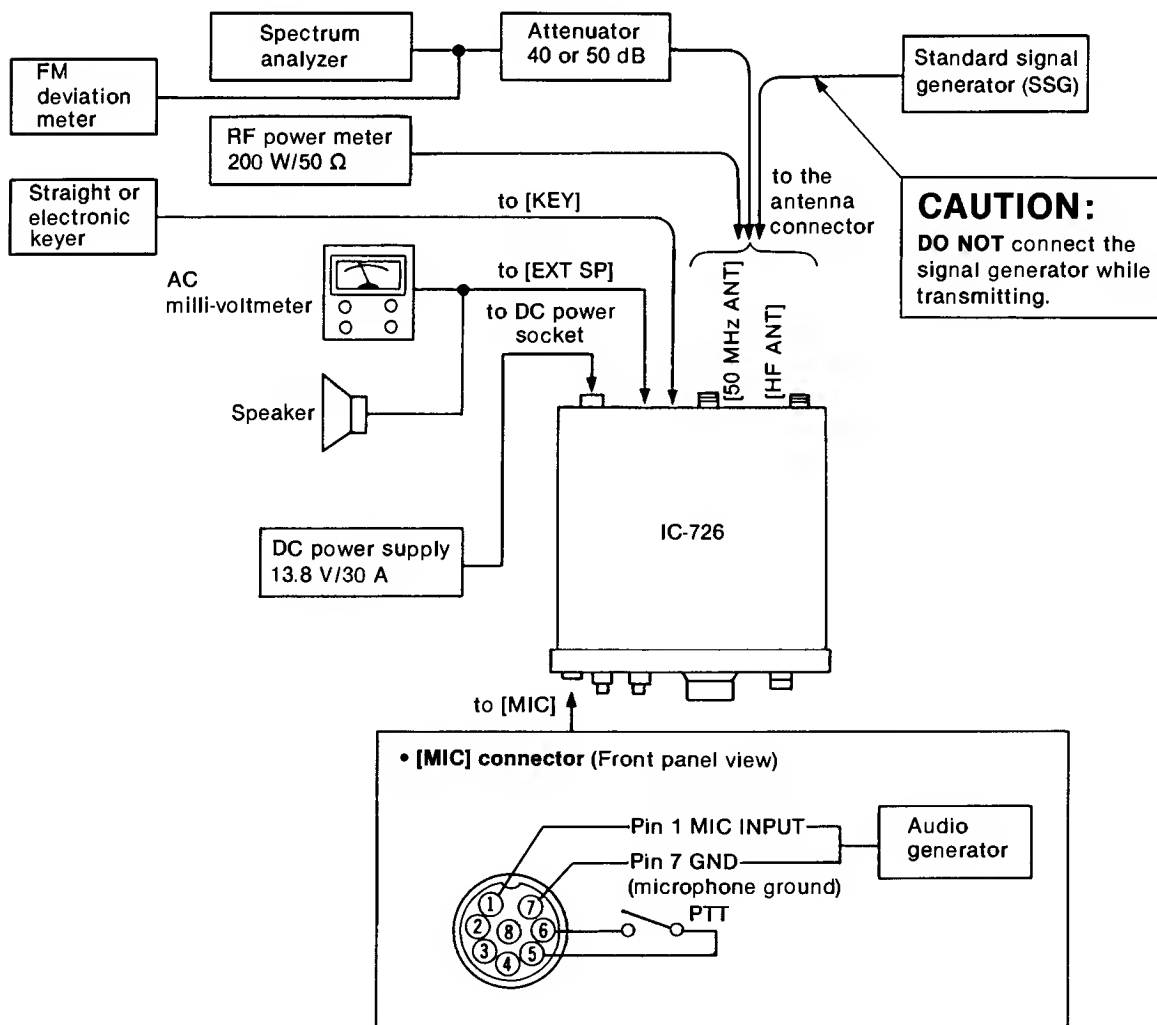 Spectrum
analyzer
Attenuator
40 or 50 dB
Standard signal
generator (SSG)
FM
deviation
meter
RF power meter
200 W/50 Ω
to the
antenna
connector
CAUTION:
DO NOT connect the
signal generator while
transmitting.
Straight or
electronic
keyer
to [KEY]
AC
milli-voltmeter
to [EXT SP]
to DC power
socket
[50 MHz ANT]
[HF ANT]
Speaker
IC-726
DC power supply
13.8 V/30 A
to [MIC]
• [MIC] connector (Front panel view)
Pin 1 MIC INPUT
Audio
generator
Pin 7 GND
(microphone ground)
PTT
1
7
2
8
6
3
5
4